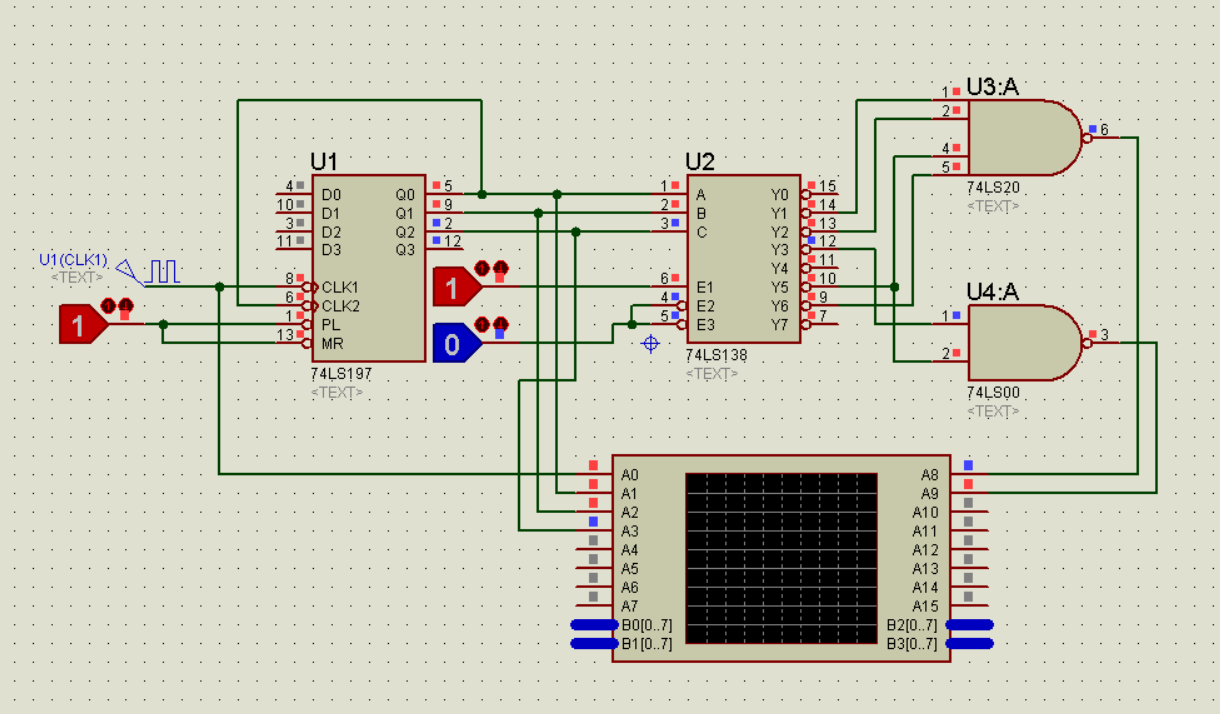 U3:A
1
2
4
5
6
74LS20
<TEXT>
U1
4 D0 Q0 5
10 D1 Q1 9
3 D2 Q2 2
11 D3 Q3 12
8 CLK1
6 CLK2
1 PL
13 MR
74LS197
<TEXT>
U1(CLK1)
<TEXT>
1
1
0
U2
1 A Y0 15
2 B Y1 14
3 C Y2 13
Y3 12
Y4 11
6 E1 Y5 10
4 E2 Y6 9
5 E3 Y7 7
74LS138
<TEXT>
U4:A
1
2
3
74LS00
<TEXT>
A0 A8
A1 A9
A2 A10
A3 A11
A4 A12
A5 A13
A6 A14
A7 A15
B0[0..7] B2[0..7]
B1[0..7] B3[0..7]